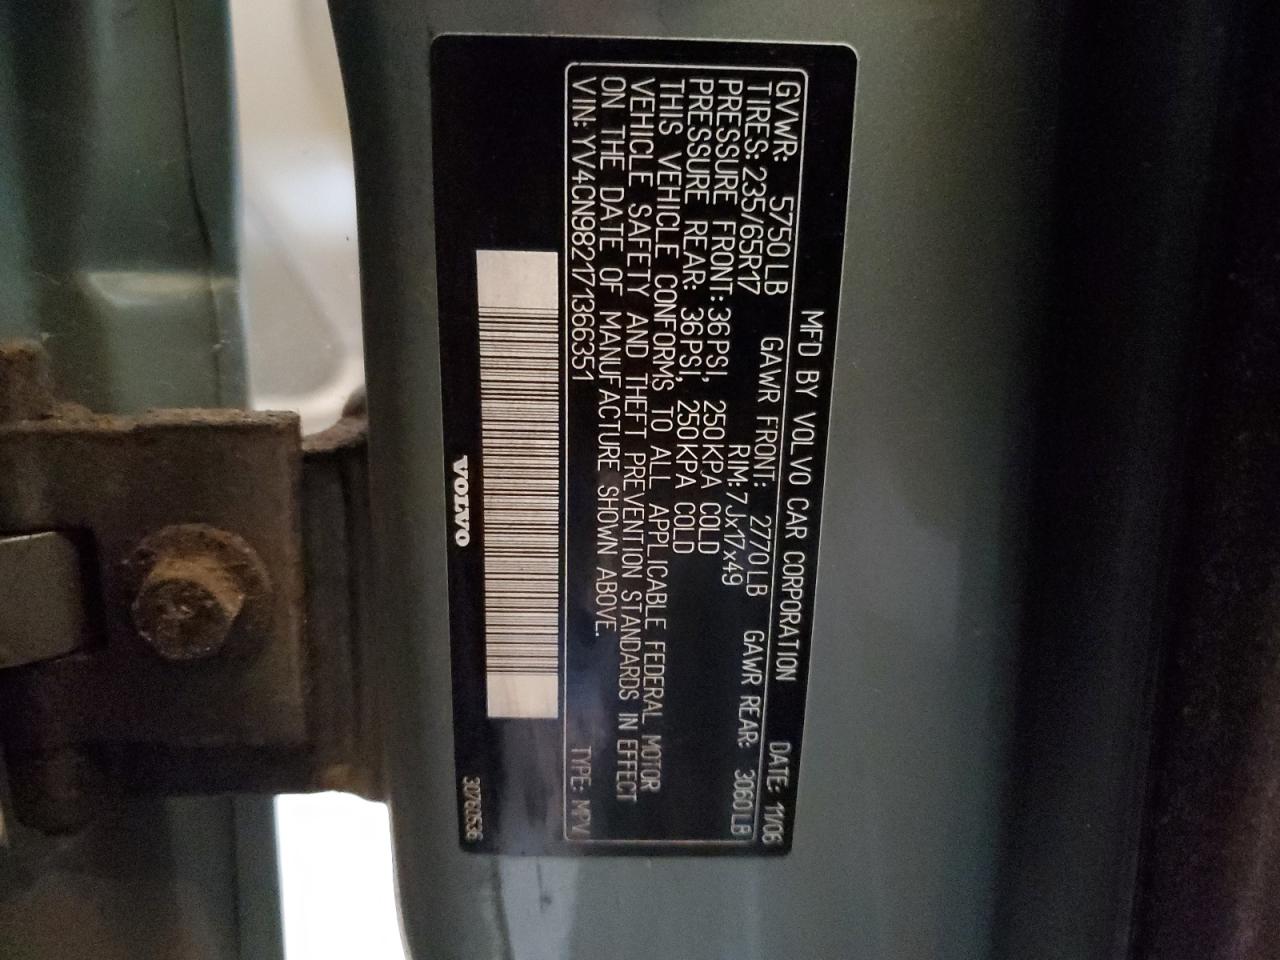 MFD BY VOLVO CAR CORPORATION DATE: 11/06
GVWR: 5750LB GAWR FRONT: 2770LB GAWR REAR: 3060LB
TIRES: 235/65R17 RIM: 7Jx17x49
PRESSURE FRONT: 36PSI, 250KPA COLD
PRESSURE REAR: 36PSI, 250KPA COLD
THIS VEHICLE CONFORMS TO ALL APPLICABLE FEDERAL MOTOR
VEHICLE SAFETY AND THEFT PREVENTION STANDARDS IN EFFECT
ON THE DATE OF MANUFACTURE SHOWN ABOVE.
VIN: YV4CN982171366351 TYPE: MPV
VOLVO 30760536